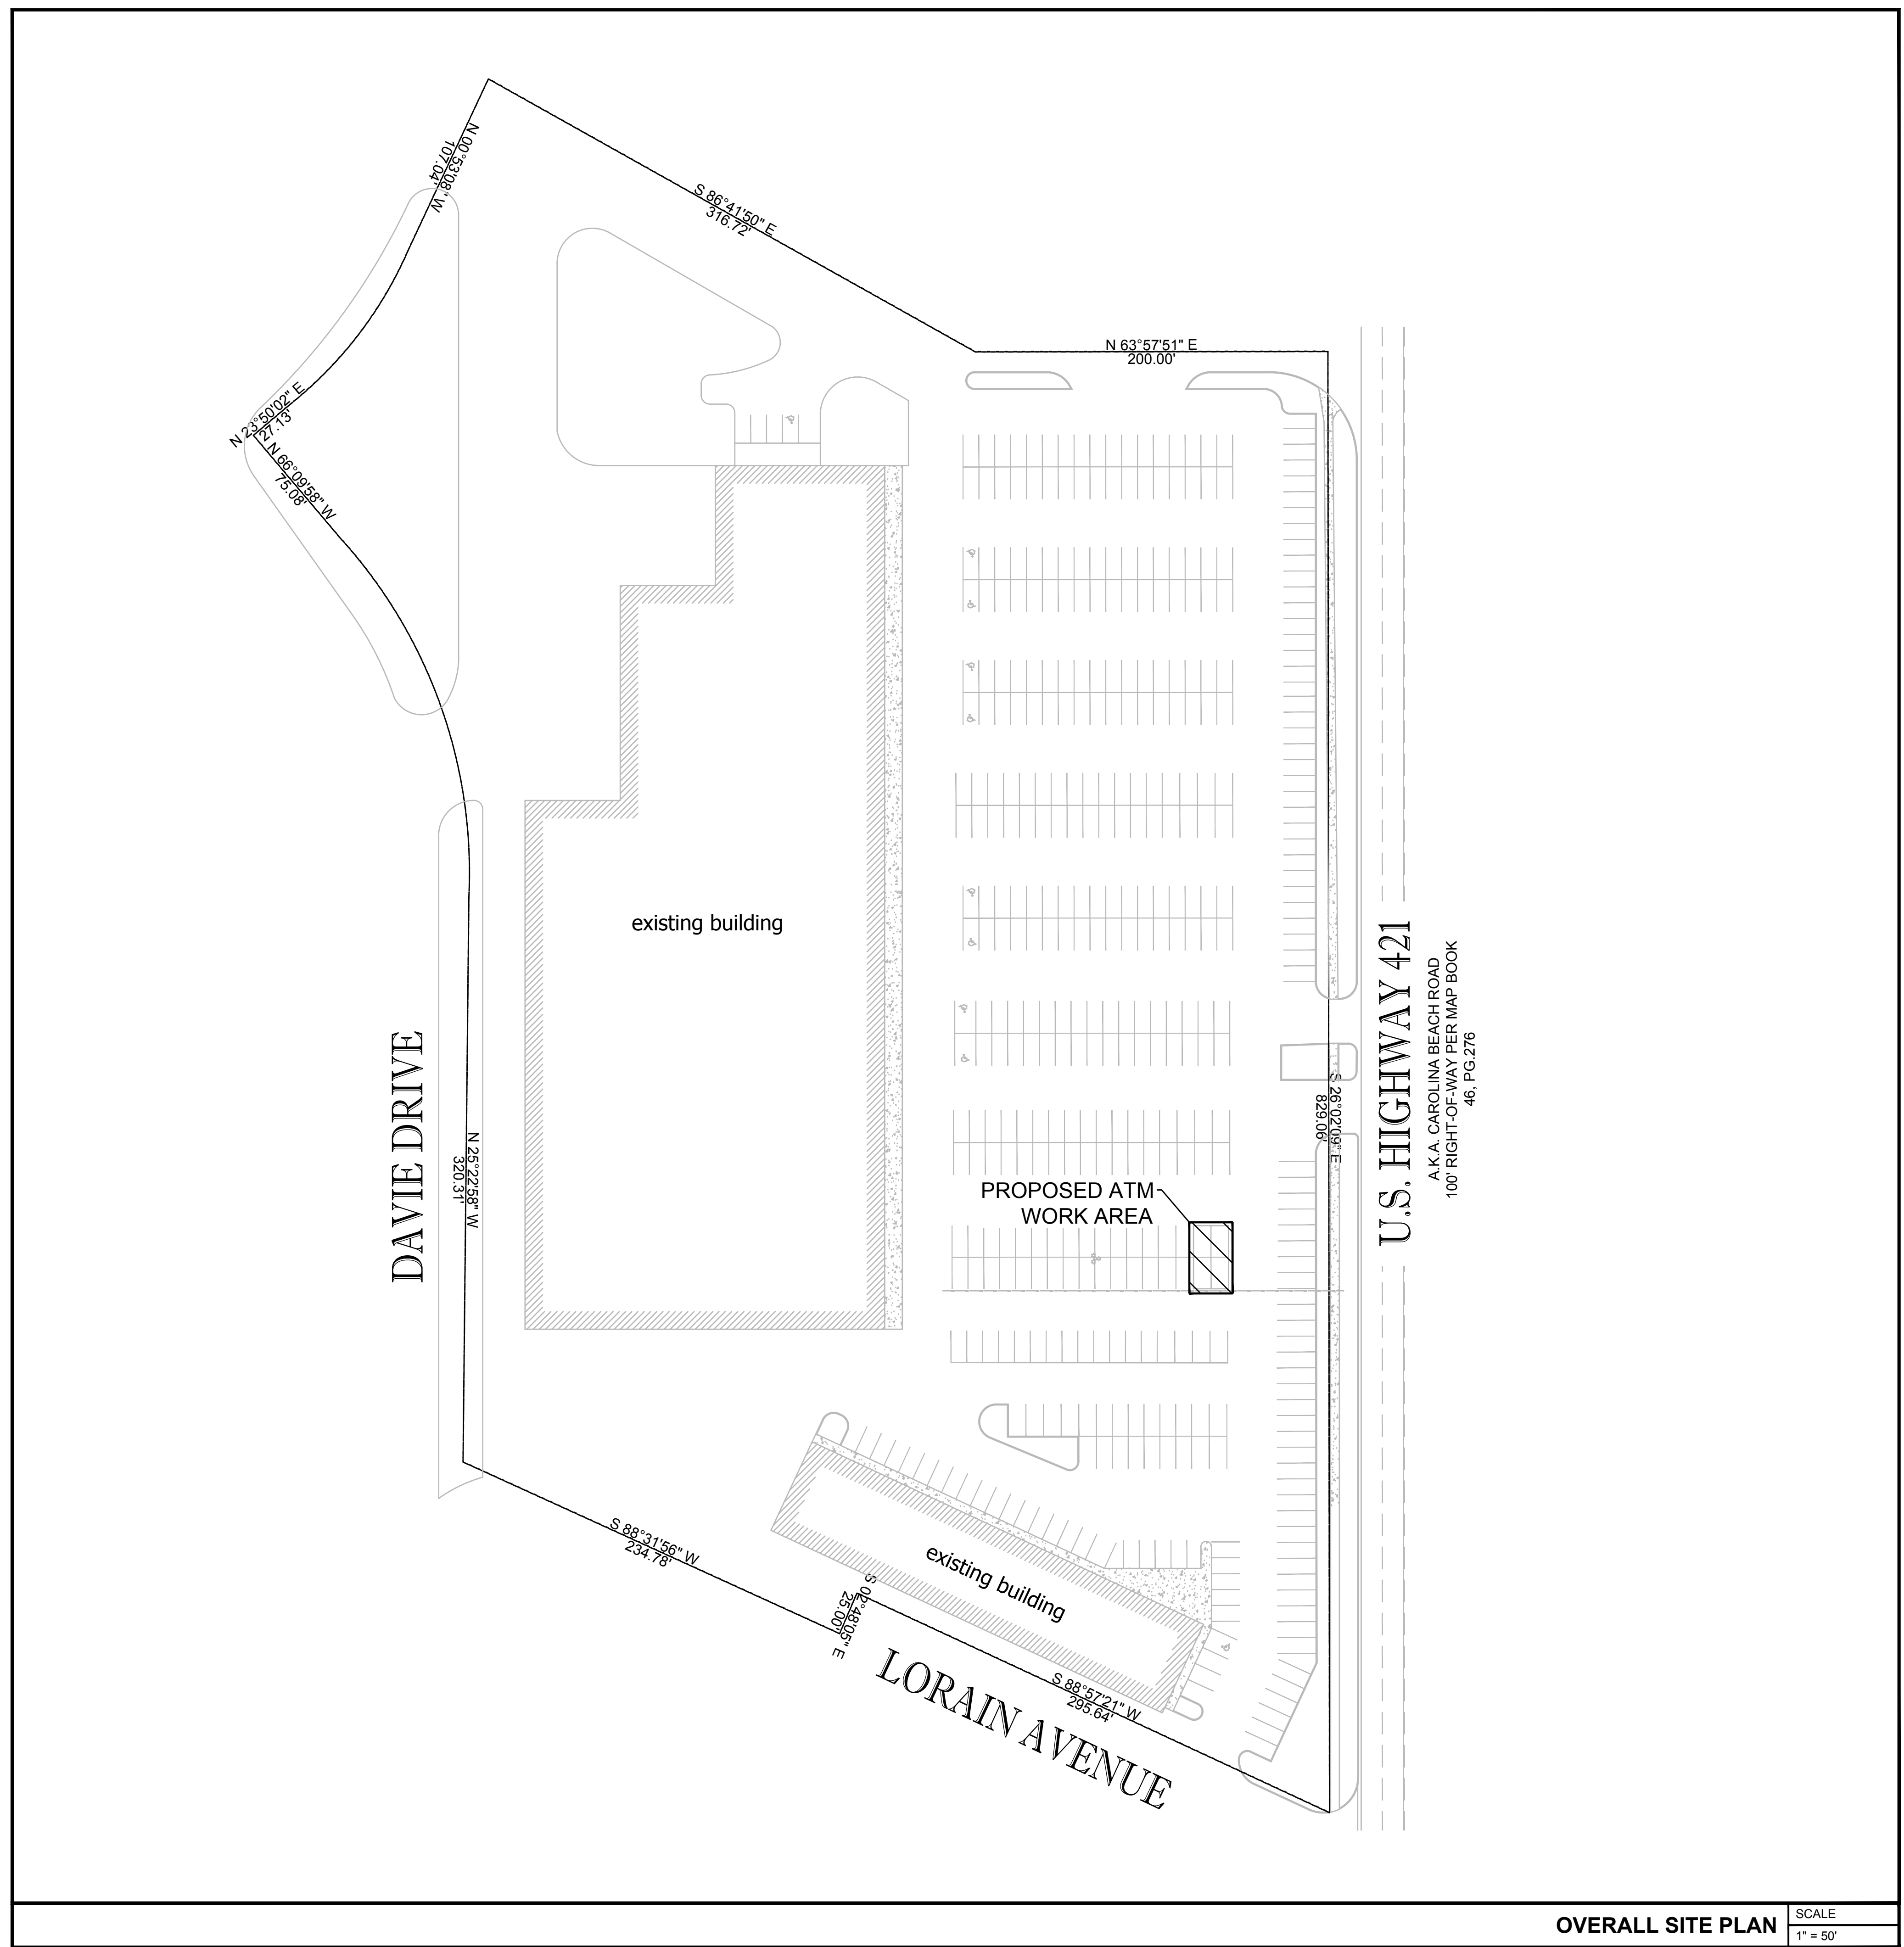 N 00°53'08" W
107.04'
S 86°41'50" E
316.72'
N 63°57'51" E
200.00'
N 23°50'02" E
27.13'
N 66°09'58" W
75.08'
existing building
U.S. HIGHWAY 421
A.K.A. CAROLINA BEACH ROAD
100' RIGHT-OF-WAY PER MAP BOOK
46, PG.276
DAVIE DRIVE
N 25°22'58" W
320.31'
S 26°02'09" E
829.06'
PROPOSED ATM
WORK AREA
S 88°31'56" W
234.78'
S 02°48'05" E
25.00'
existing building
LORAIN AVENUE
S 88°57'21" W
295.64'
OVERALL SITE PLAN
SCALE
1" = 50'